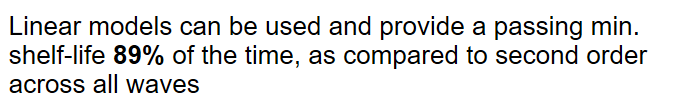 Linear models can be used and provide a passing min.
shelf-life 89% of the time, as compared to second order
across all waves